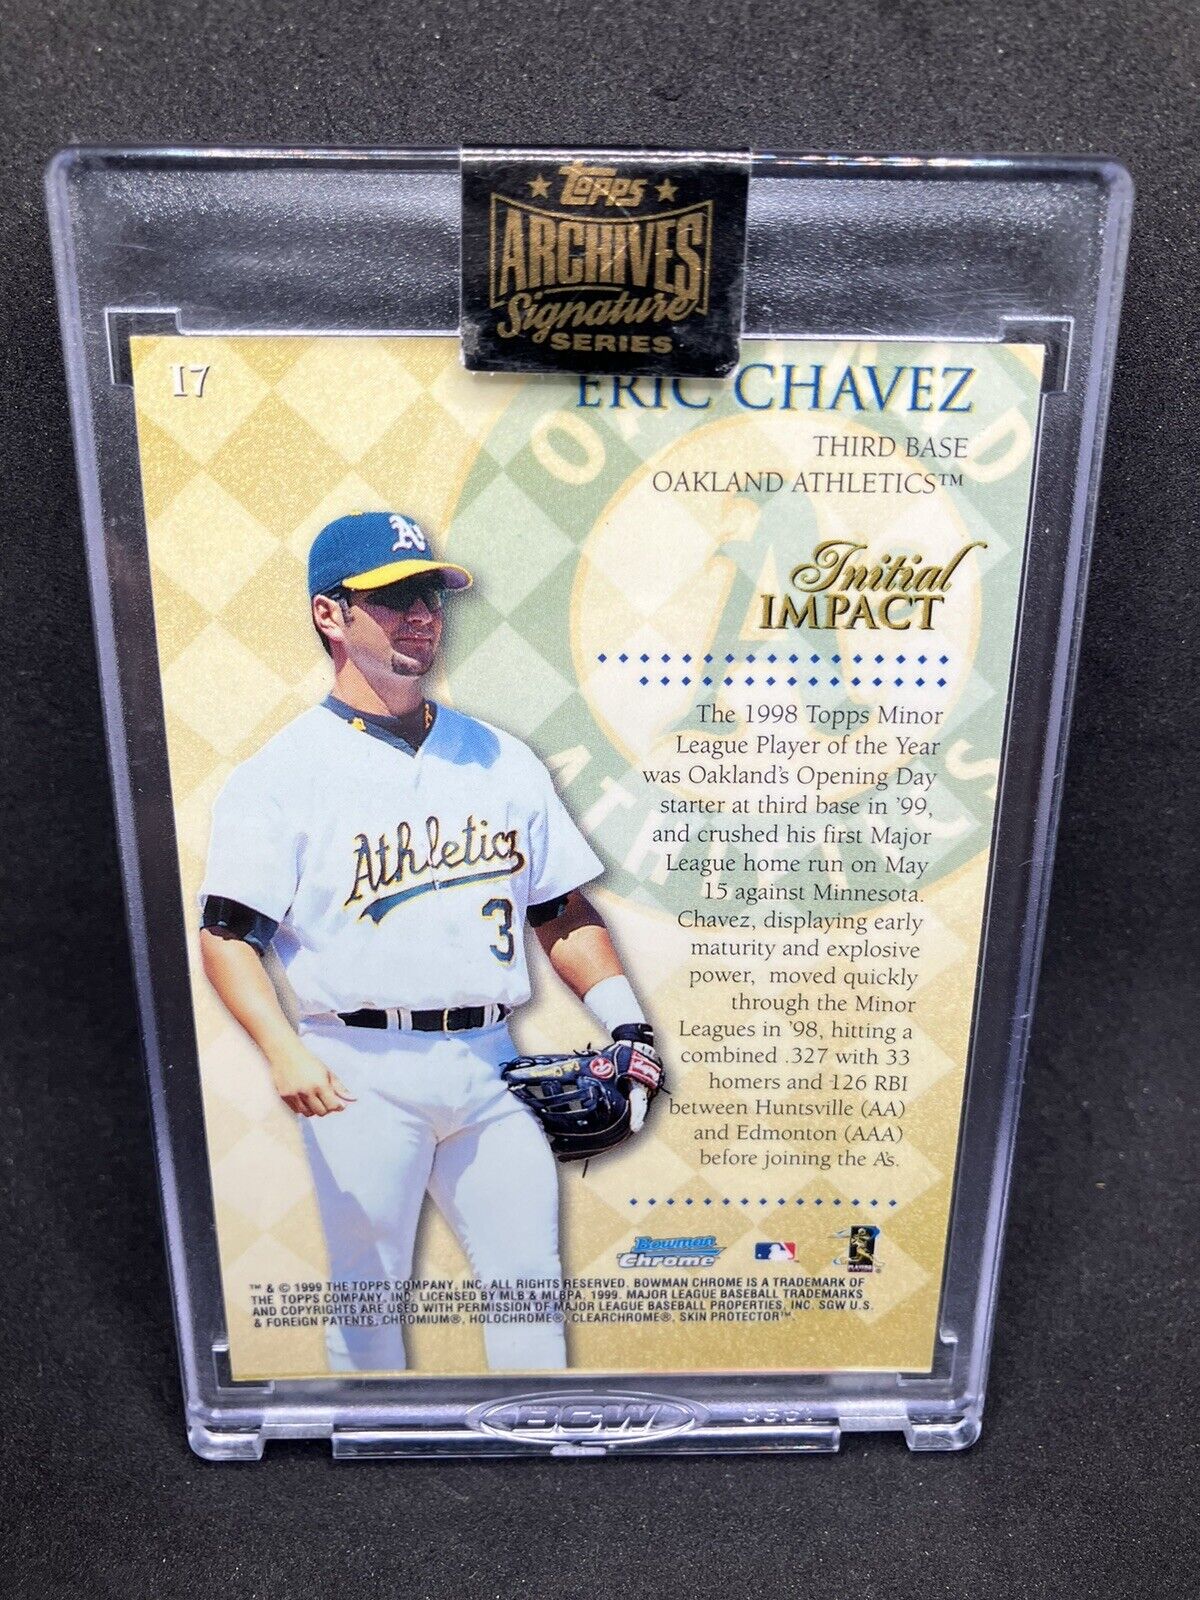 ★ Topps ★
ARCHIVES
Signature
SERIES
17
ERIC CHAVEZ
THIRD BASE
OAKLAND ATHLETICS™
Initial
IMPACT
The 1998 Topps Minor
League Player of the Year
was Oakland's Opening Day
starter at third base in '99,
and crushed his first Major
League home run on May
15 against Minnesota.
Chavez, displaying early
maturity and explosive
power, moved quickly
through the Minor
Leagues in '98, hitting a
combined .327 with 33
homers and 126 RBI
between Huntsville (AA)
and Edmonton (AAA)
before joining the A's.
A's
Athletics
3
Bowman
Chrome
PLAYERS
™ & © 1999 THE TOPPS COMPANY, INC. ALL RIGHTS RESERVED. BOWMAN CHROME IS A TRADEMARK OF
THE TOPPS COMPANY, INC. LICENSED BY MLB & MLBPA, 1999. MAJOR LEAGUE BASEBALL TRADEMARKS
AND COPYRIGHTS ARE USED WITH PERMISSION OF MAJOR LEAGUE BASEBALL PROPERTIES, INC. SGW U.S.
& FOREIGN PATENTS, CHROMIUM®, HOLOCHROME®, CLEARCHROME®, SKIN PROTECTOR™.
BCW